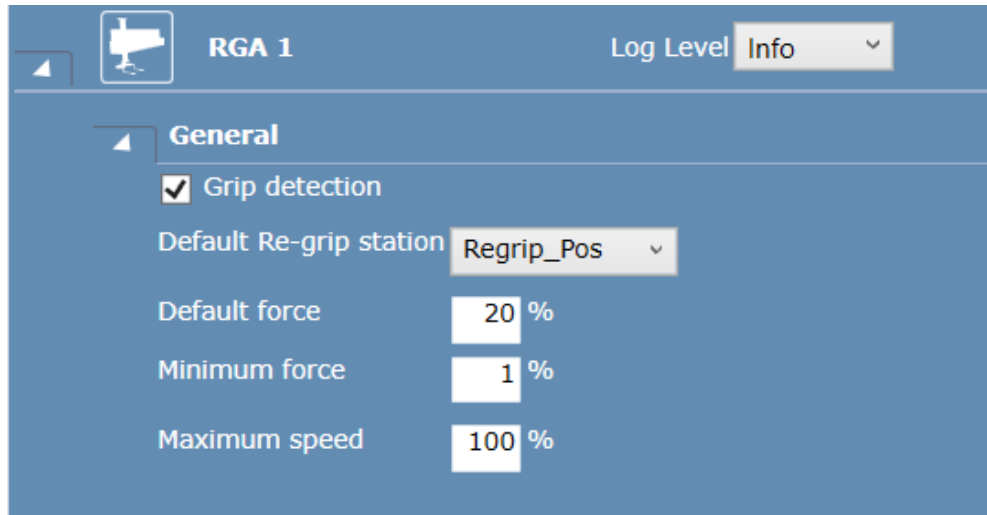 RGA 1 Log Level Info
General
Grip detection
Default Re-grip station Regrip_Pos
Default force 20 %
Minimum force 1 %
Maximum speed 100 %